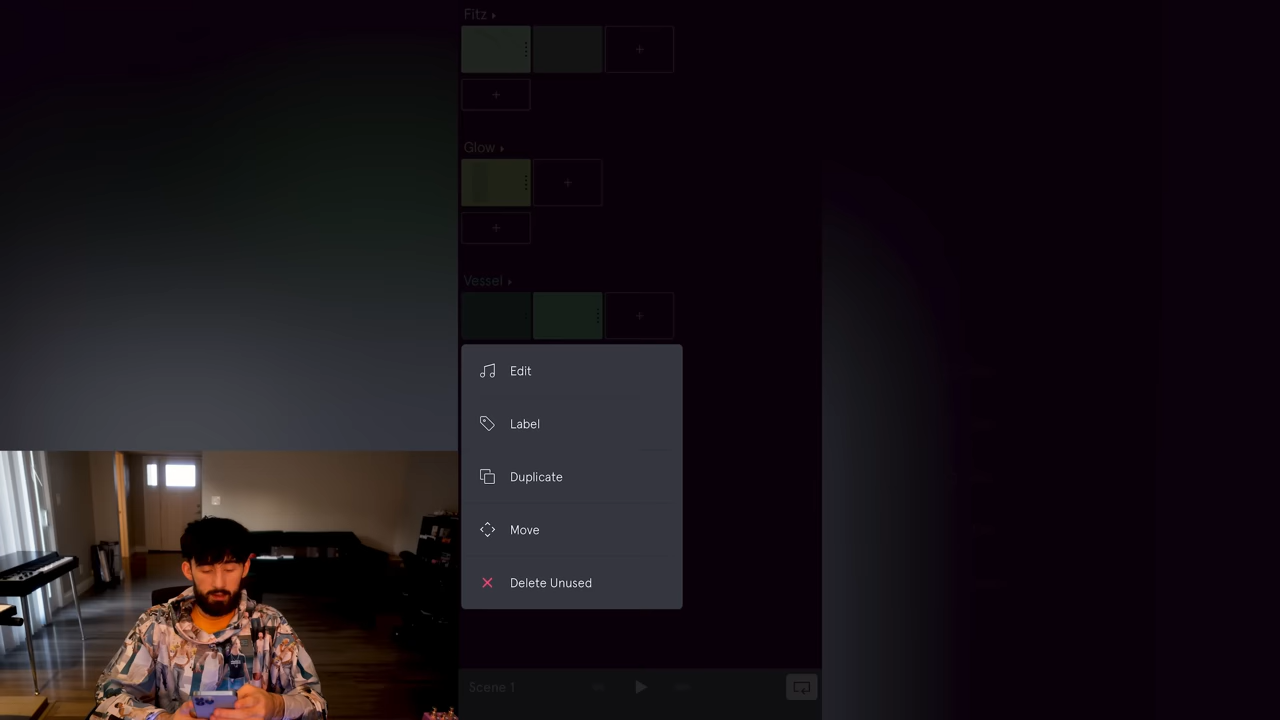 Fitz
Glow
Vessel
Edit
Label
Duplicate
Move
Delete Unused
Scene 1